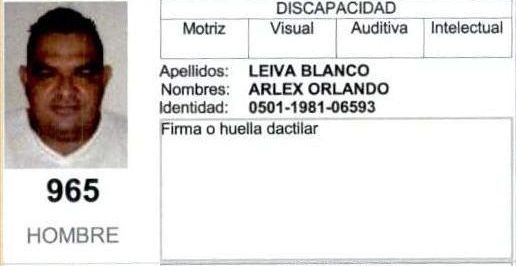 DISCAPACIDAD
Motriz Visual Auditiva Intelectual
Apellidos: LEIVA BLANCO
Nombres: ARLEX ORLANDO
Identidad: 0501-1981-06593
Firma o huella dactilar
965
HOMBRE